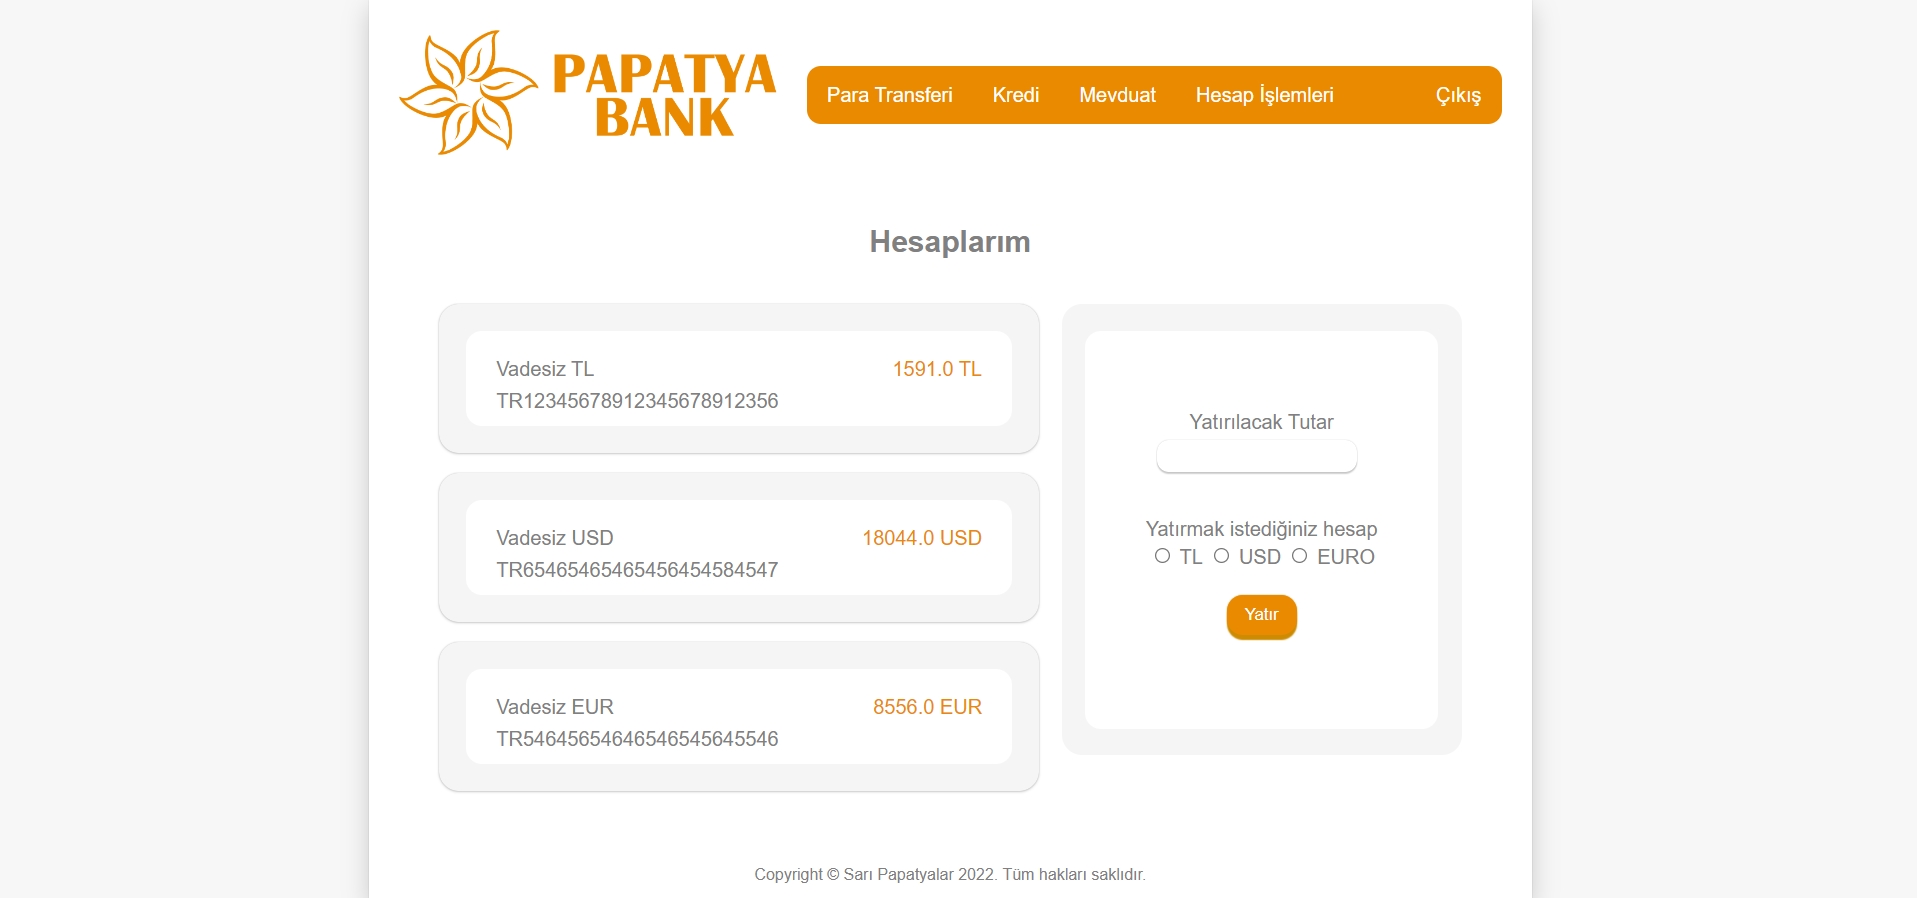 PAPATYA
BANK
Para Transferi Kredi Mevduat Hesap İşlemleri Çıkış
Hesaplarım
Vadesiz TL 1591.0 TL
TR12345678912345678912356
Vadesiz USD 18044.0 USD
TR65465465465456454584547
Vadesiz EUR 8556.0 EUR
TR54645654646546545645546
Yatırılacak Tutar
Yatırmak istediğiniz hesap
TL USD EURO
Yatır
Copyright © Sarı Papatyalar 2022. Tüm hakları saklıdır.